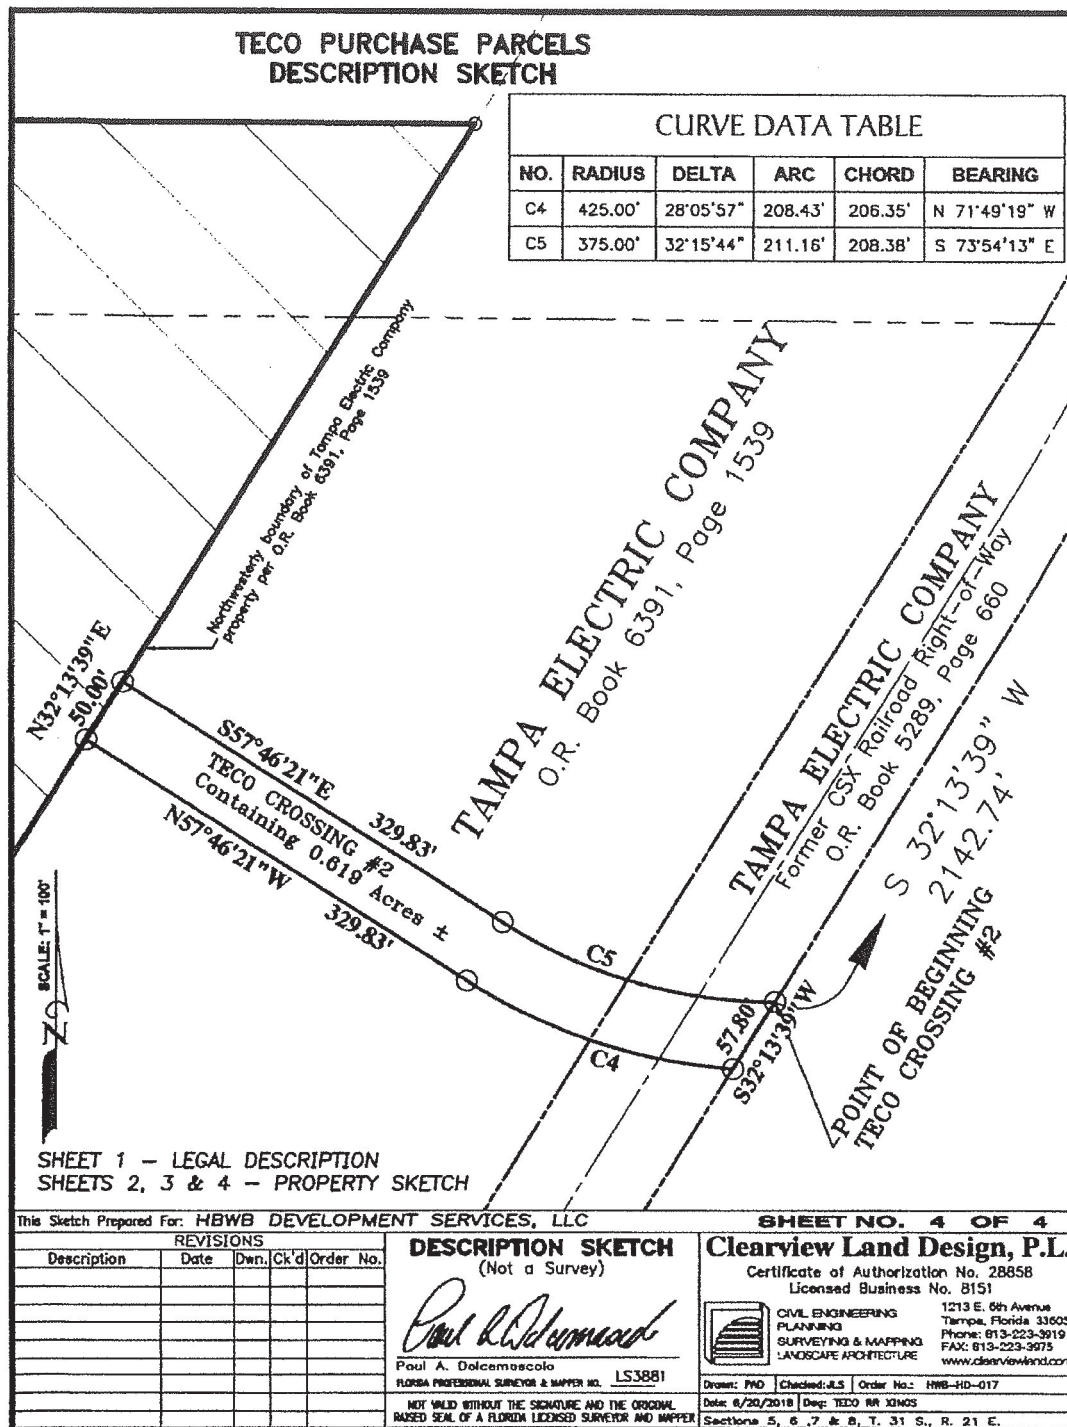 TECO PURCHASE PARCELS
DESCRIPTION SKETCH
CURVE DATA TABLE
NO. RADIUS DELTA ARC CHORD BEARING
C4 425.00' 28°05'57" 208.43' 206.35' N 71°49'19" W
C5 375.00' 32°15'44" 211.16' 208.38' S 73°54'13" E
Northwesterly boundary of Tampa Electric Company
property per O.R. Book 6391, Page 1539
TAMPA ELECTRIC COMPANY
O.R. Book 6391, Page 1539
TAMPA ELECTRIC COMPANY
Former CSX Railroad Right-of-Way
O.R. Book 5289, Page 660
S 32°13'39" W
2142.74'
N32°13'39"E
50.00'
S57°46'21"E
329.83'
TECO CROSSING #2
Containing 0.619 Acres ±
N57°46'21"W
329.83'
C5
C4
57.80'
S32°13'39"W
POINT OF BEGINNING
TECO CROSSING #2
SCALE: 1" = 100'
SHEET 1 – LEGAL DESCRIPTION
SHEETS 2, 3 & 4 – PROPERTY SKETCH
This Sketch Prepared For: HBWB DEVELOPMENT SERVICES, LLC
SHEET NO. 4 OF 4
REVISIONS
Description Date Dwn. Ck'd Order No.
DESCRIPTION SKETCH
(Not a Survey)
Paul A. Dolcemascolo
FLORIDA PROFESSIONAL SURVEYOR & MAPPER NO. LS3881
NOT VALID WITHOUT THE SIGNATURE AND THE ORIGINAL
RAISED SEAL OF A FLORIDA LICENSED SURVEYOR AND MAPPER
Clearview Land Design, P.L.
Certificate of Authorization No. 28858
Licensed Business No. 8151
CIVIL ENGINEERING
PLANNING
SURVEYING & MAPPING
LANDSCAPE ARCHITECTURE
1213 E. 6th Avenue
Tampa, Florida 33605
Phone: 813-223-3919
FAX: 813-223-3975
www.clearviewland.com
Drawn: PAD Checked: JLS Order No.: HWB-HD-017
Date: 6/20/2018 Dwg: TECO RR XINGS
Sections 5, 6 ,7 & 8, T. 31 S., R. 21 E.